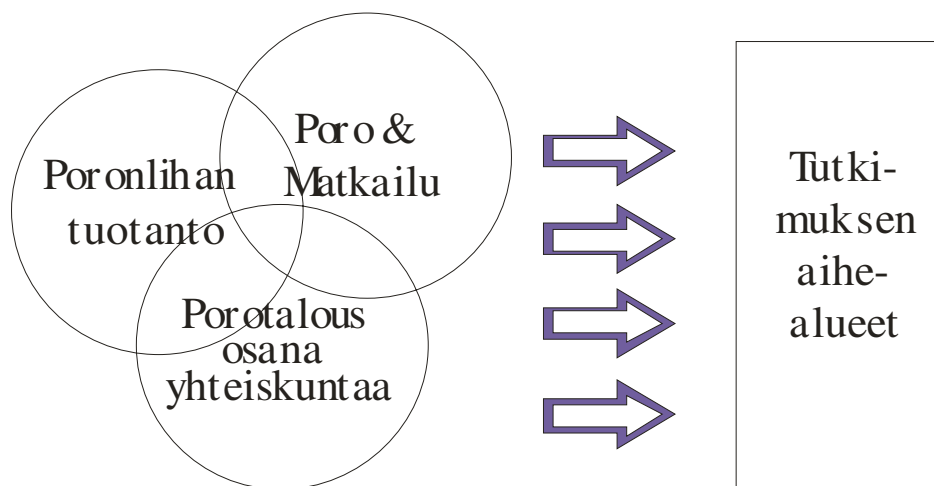 Poronlihan
tuotanto
Poro &
Matkailu
Porotalous
osana
yhteiskuntaa
Tutki-
muksen
aihe-
alueet